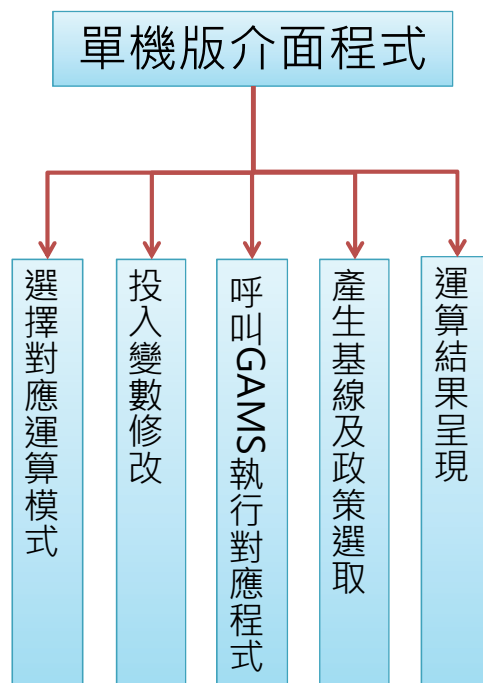 單機版介面程式
選擇對應運算模式
投入變數修改
呼叫GAMS執行對應程式
產生基線及政策選取
運算結果呈現